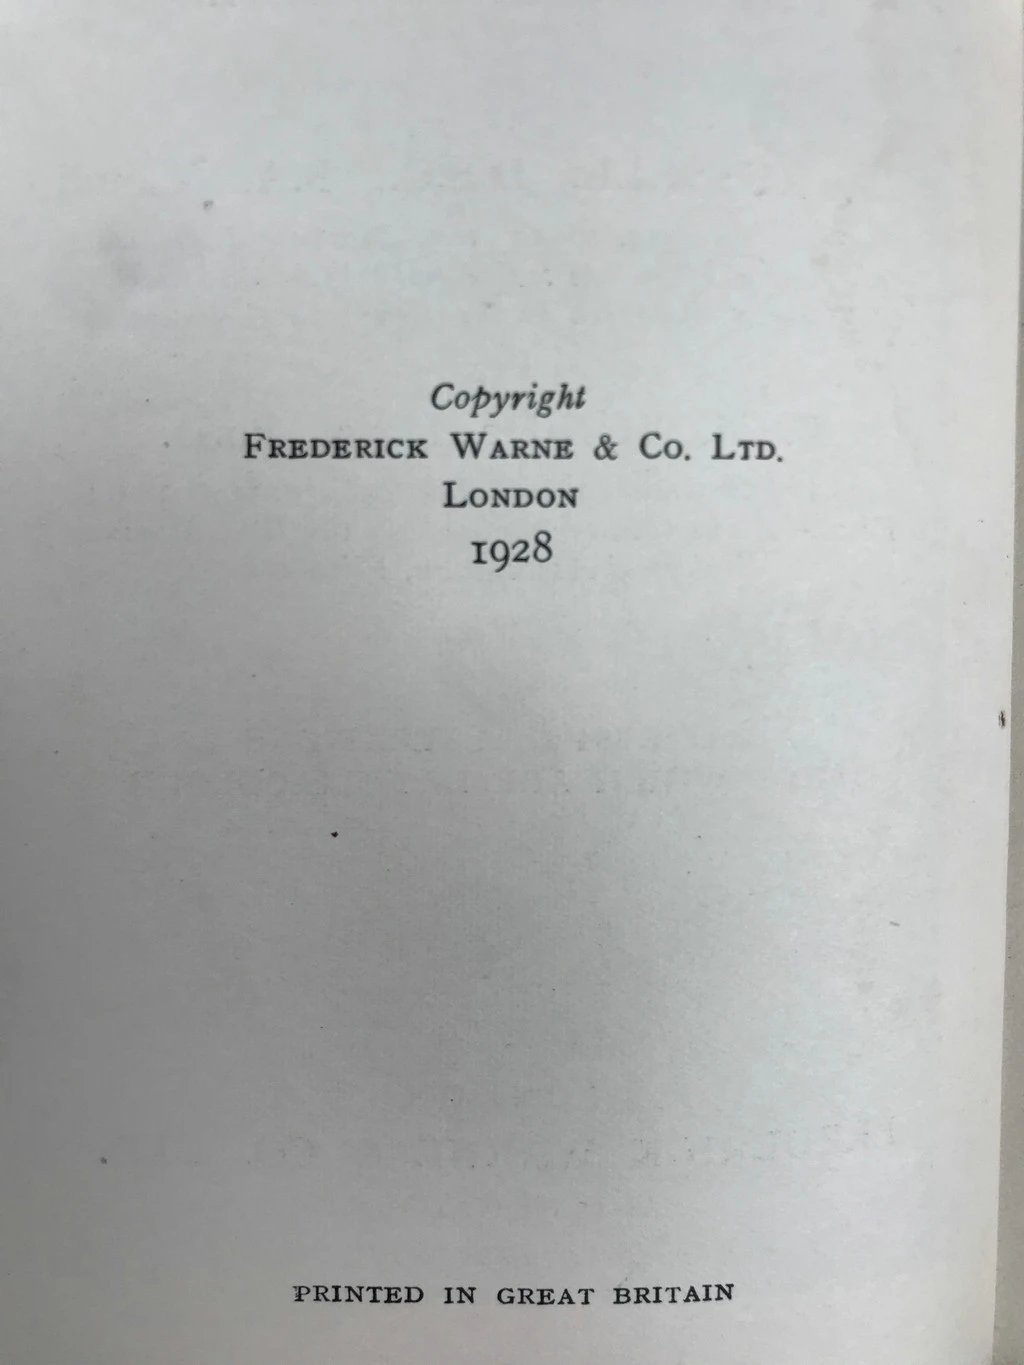 Copyright
Frederick Warne & Co. Ltd.
London
1928
PRINTED IN GREAT BRITAIN